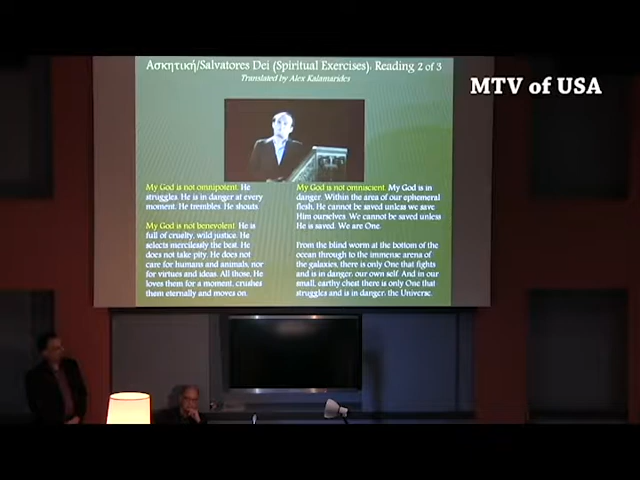 Ασκητική/Salvatores Dei (Spiritual Exercises). Reading 2 of 3
Translated by Alex Kalamarides
MTV of USA
My God is not omnipotent. He
struggles. He is in danger at every
moment. He trembles. He shouts.
My God is not benevolent! He is
full of cruelty, wild justice. He
selects mercilessly the best. He
does not take pity. He does not
care for humans and animals, nor
for virtues and ideas. All those, He
loves them for a moment, crushes
them eternally and moves on.
My God is not omniscient. My God is in
danger. Within the area of our ephemeral
flesh, He cannot be saved unless we save
Him ourselves. We cannot be saved unless
He is saved. We are One.
From the blind worm at the bottom of the
ocean through to the immense arena of
the galaxies, there is only One that fights
and is in danger, our own self. And in our
small, earthy chest there is only One that
struggles and is in danger, the Universe.